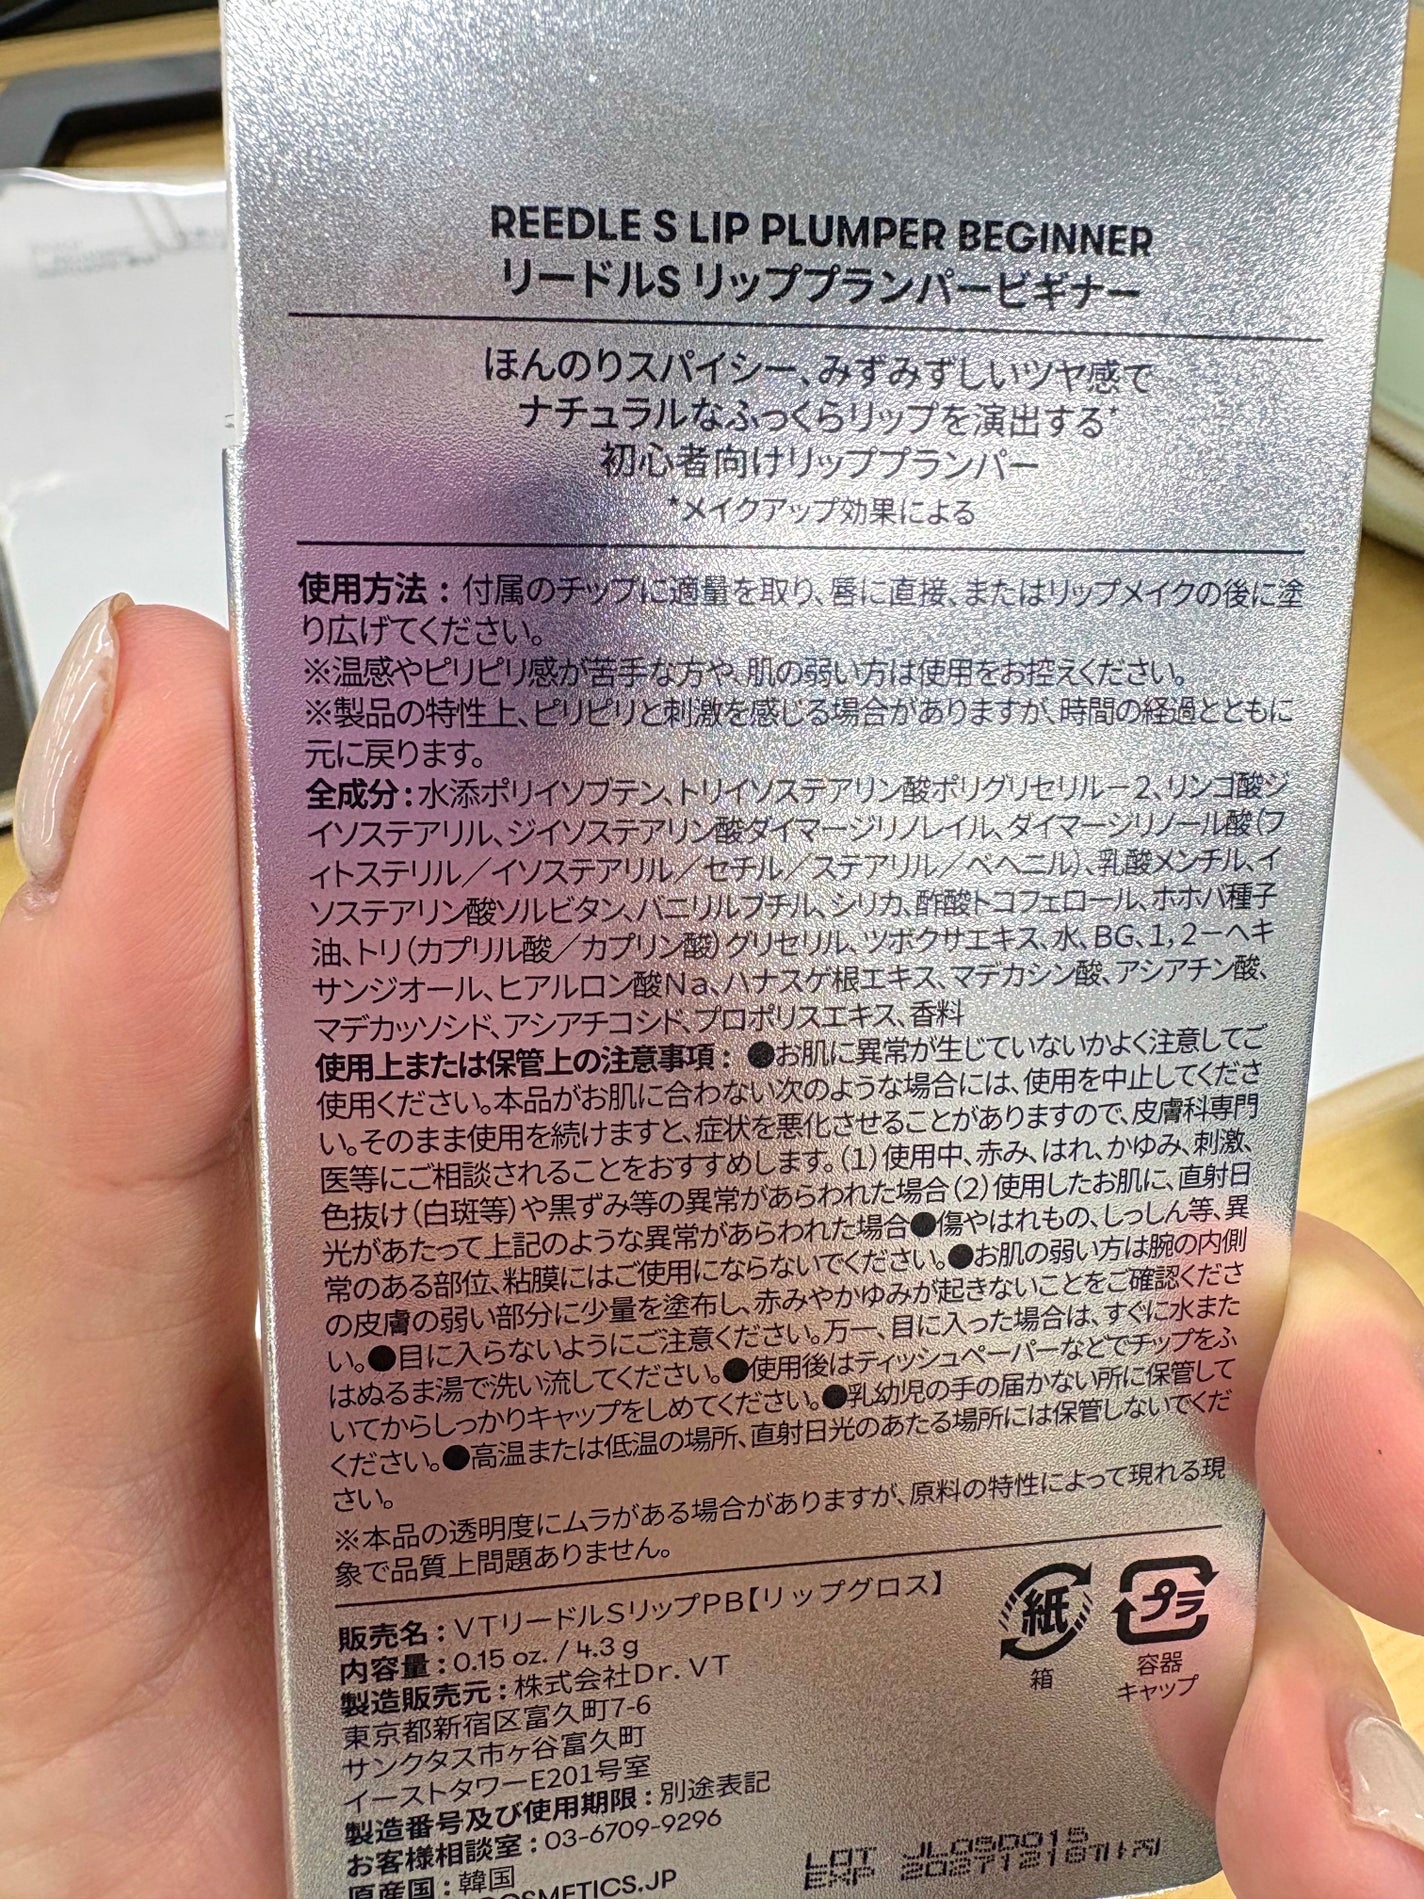 REEDLE S LIP PLUMPER BEGINNER
リードルS リッププランパービギナー
ほんのりスパイシー、みずみずしいツヤ感で
ナチュラルなふっくらリップを演出する*
初心者向けリッププランパー
*メイクアップ効果による
使用方法：付属のチップに適量を取り、唇に直接、またはリップメイクの後に塗
り広げてください。
※温感やピリピリ感が苦手な方や、肌の弱い方は使用をお控えください。
※製品の特性上、ピリピリと刺激を感じる場合がありますが、時間の経過とともに
元に戻ります。
全成分：水添ポリイソブテン、トリイソステアリン酸ポリグリセリルー2、リンゴ酸ジ
イソステアリル、ジイソステアリン酸ダイマージリノレイル、ダイマージリノール酸（フ
ィトステリル／イソステアリル／セチル／ステアリル／ベヘニル）、乳酸メンチル、イ
ソステアリン酸ソルビタン、バニリルブチル、シリカ、酢酸トコフェロール、ホホバ種子
油、トリ（カプリル酸／カプリン酸）グリセリル、ツボクサエキス、水、BG、1，2ーヘキ
サンジオール、ヒアルロン酸Na、ハナスゲ根エキス、マデカシン酸、アシアチン酸、
マデカッソシド、アシアチコシド、プロポリスエキス、香料
使用上または保管上の注意事項：●お肌に異常が生じていないかよく注意してご
使用ください。本品がお肌に合わない次のような場合には、使用を中止してくださ
い。そのまま使用を続けますと、症状を悪化させることがありますので、皮膚科専門
医等にご相談されることをおすすめします。（1）使用中、赤み、はれ、かゆみ、刺激、
色抜け（白斑等）や黒ずみ等の異常があらわれた場合（2）使用したお肌に、直射日
光があたって上記のような異常があらわれた場合●傷やはれもの、しっしん等、異
常のある部位、粘膜にはご使用にならないでください。●お肌の弱い方は腕の内側
の皮膚の弱い部分に少量を塗布し、赤みやかゆみが起きないことをご確認くださ
い。●目に入らないようにご注意ください。万一、目に入った場合は、すぐに水また
はぬるま湯で洗い流してください。●使用後はティッシュペーパーなどでチップをふ
いてからしっかりキャップをしめてください。●乳幼児の手の届かない所に保管して
ください。●高温または低温の場所、直射日光のあたる場所には保管しないでくだ
さい。
※本品の透明度にムラがある場合がありますが、原料の特性によって現れる現
象で品質上問題ありません。
販売名：VTリードルSリップPB【リップグロス】
内容量：0.15 oz. / 4.3 g
製造販売元：株式会社Dr. VT
東京都新宿区富久町7-6
サンクタス市ヶ谷富久町
イーストタワーE201号室
製造番号及び使用期限：別途表記
お客様相談室：03-6709-9296
原産国：韓国
COSMETICS.JP
紙
箱
プラ
容器
キャップ
LOT JL09D015
EXP 20271216까지